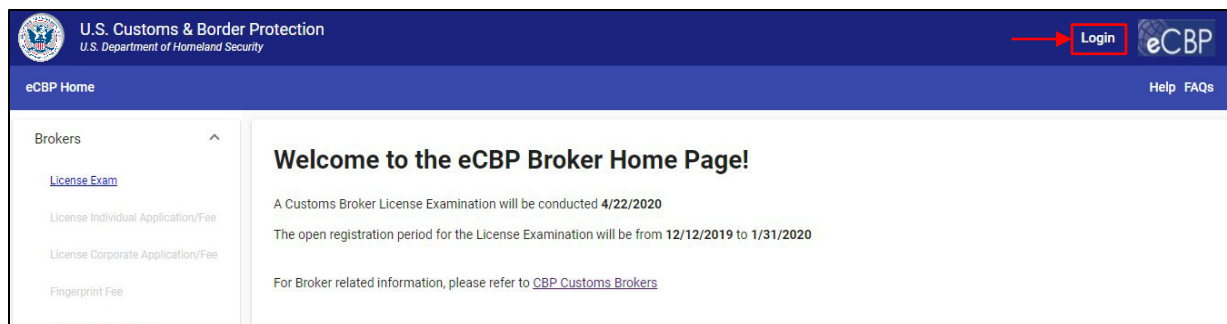 U.S. Customs & Border Protection
U.S. Department of Homeland Security
Login
eCBP
eCBP Home
Help FAQs
Brokers
License Exam
License Individual Application/Fee
License Corporate Application/Fee
Fingerprint Fee
Welcome to the eCBP Broker Home Page!
A Customs Broker License Examination will be conducted 4/22/2020
The open registration period for the License Examination will be from 12/12/2019 to 1/31/2020
For Broker related information, please refer to CBP Customs Brokers